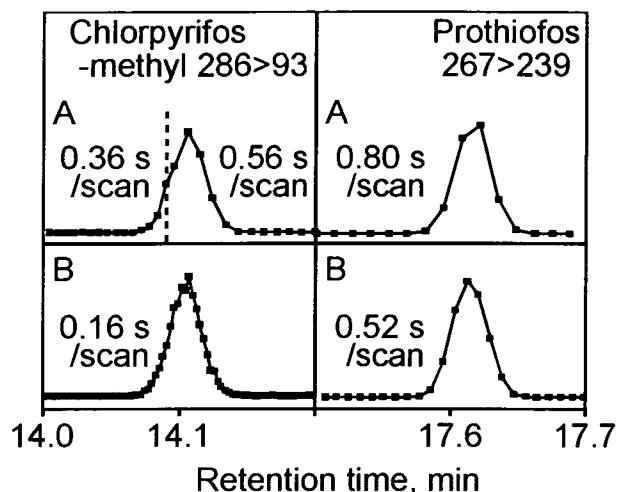 Chlorpyrifos
-methyl 286>93
Prothiofos
267>239
A
0.36 s
/scan
0.56 s
/scan
A
0.80 s
/scan
B
0.16 s
/scan
B
0.52 s
/scan
14.0
14.1
17.6
17.7
Retention time, min